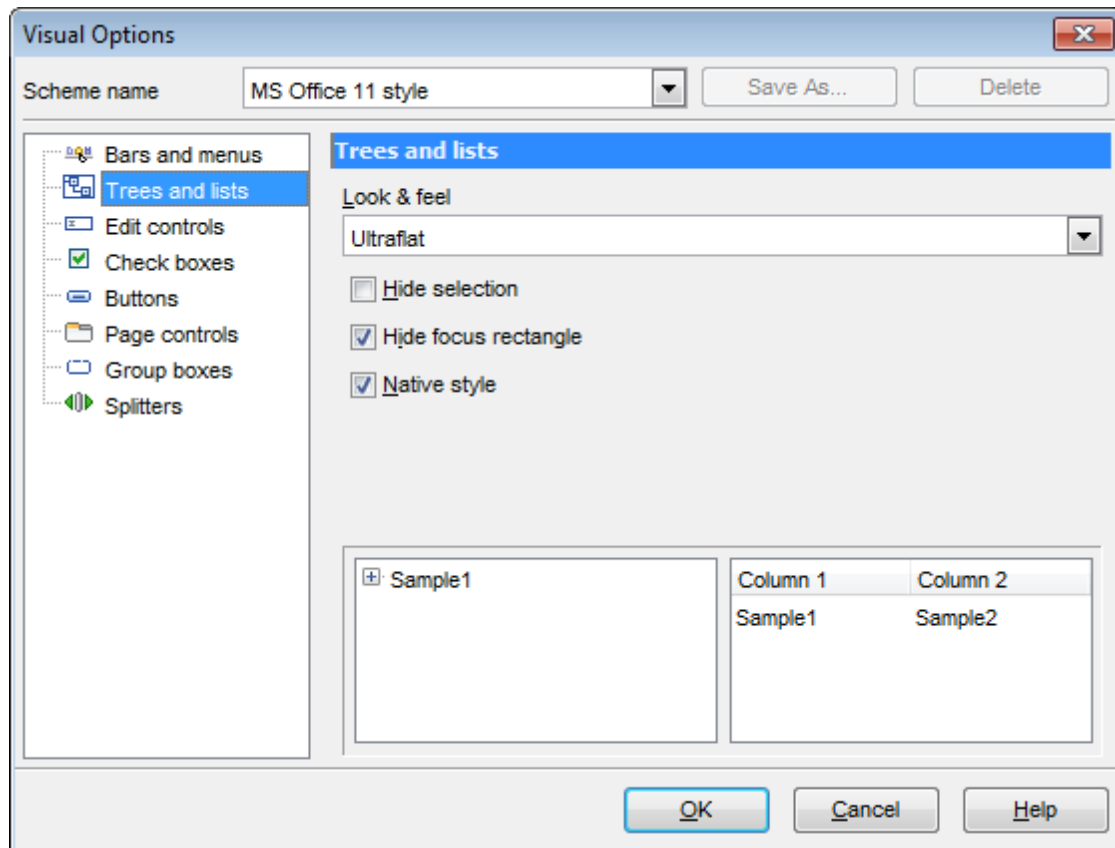 Visual Options
Scheme name MS Office 11 style Save As... Delete
Bars and menus
Trees and lists
Edit controls
Check boxes
Buttons
Page controls
Group boxes
Splitters
Trees and lists
Look & feel
Ultraflat
Hide selection
Hide focus rectangle
Native style
Sample1
Column 1 Column 2
Sample1 Sample2
OK Cancel Help